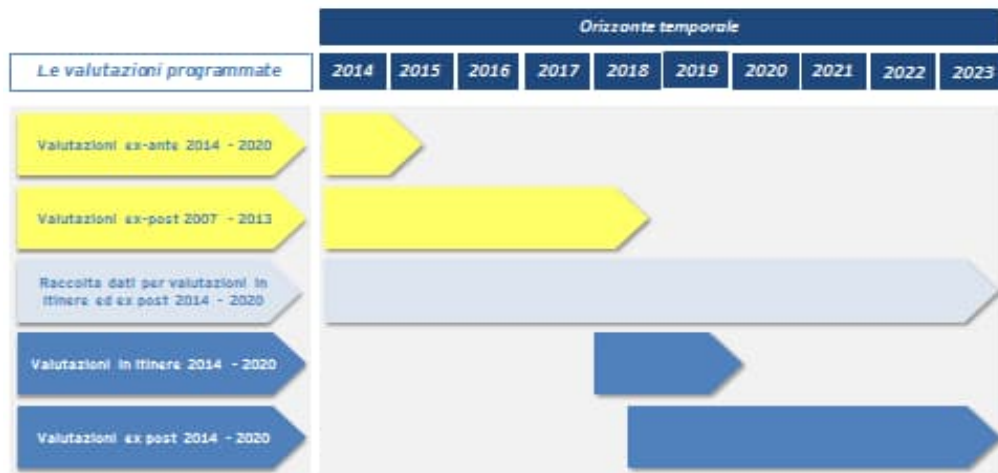 Orizzonte temporale
Le valutazioni programmate
2014 2015 2016 2017 2018 2019 2020 2021 2022 2023
Valutazioni ex-ante 2014 - 2020
Valutazioni ex-post 2007 - 2013
Raccolta dati per valutazioni in
itinere ed ex post 2014 - 2020
Valutazioni in itinere 2014 - 2020
Valutazioni ex post 2014 - 2020